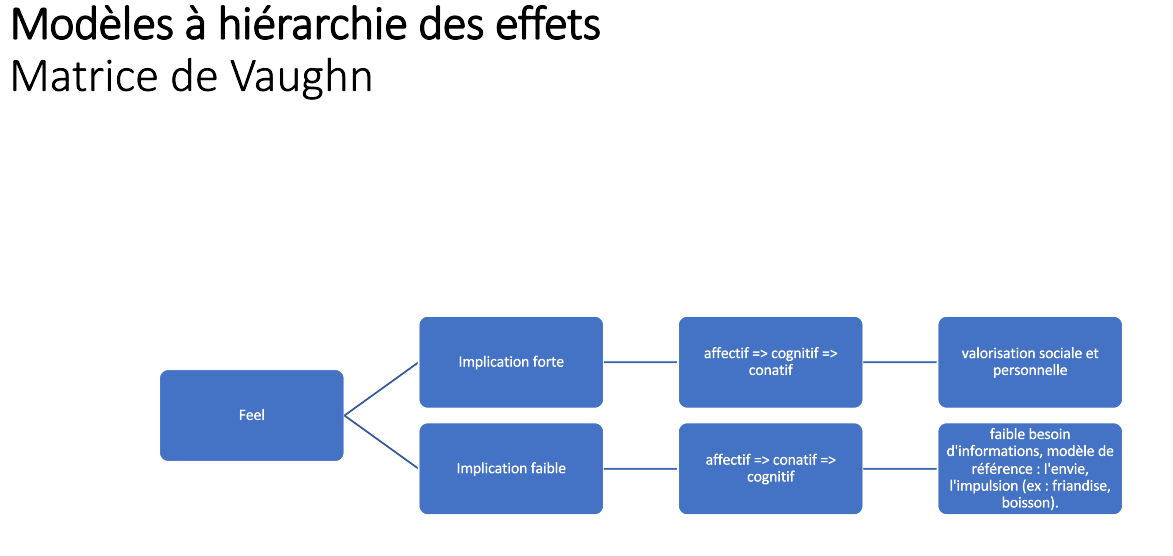 Modèles à hiérarchie des effets
Matrice de Vaughn
Feel
Implication forte
affectif => cognitif =>
conatif
valorisation sociale et
personnelle
Implication faible
affectif => conatif =>
cognitif
faible besoin
d'informations, modèle de
référence : l'envie,
l'impulsion (ex : friandise,
boisson).